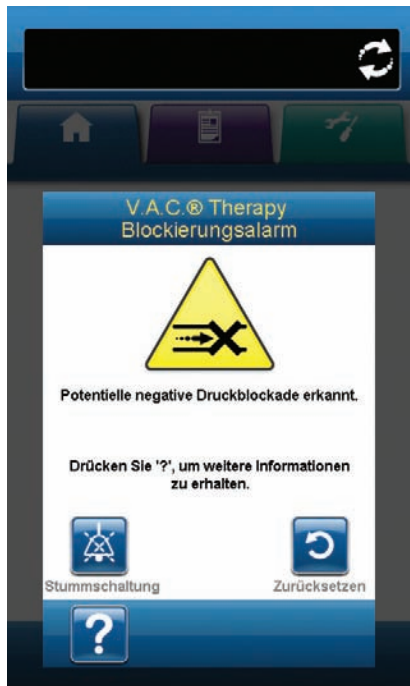 V.A.C.® Therapy
Blockierungsalarm
Potentielle negative Druckblockade erkannt.
Drücken Sie '?', um weitere Informationen
zu erhalten.
Stummschaltung
Zurücksetzen
?